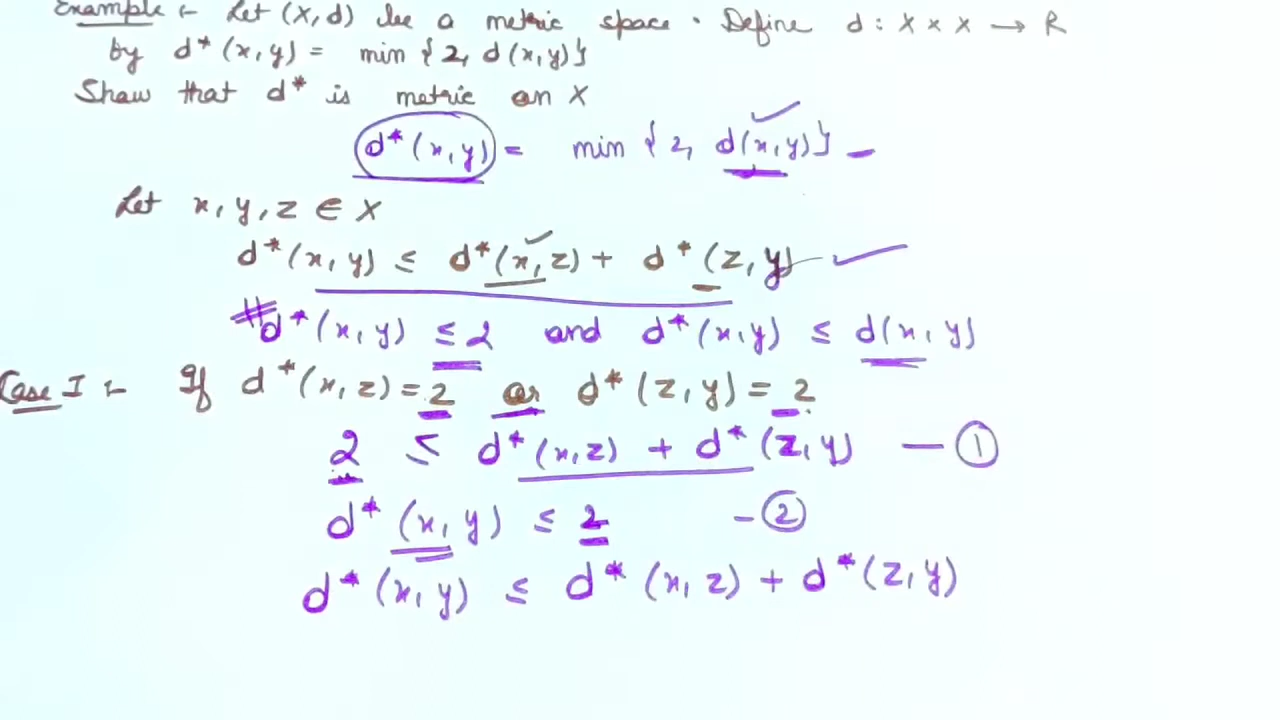 Example :- Let (X, d) be a metric space . Define d : X × X → R
by d* (x, y) = min { 2, d(x, y)}
Show that d* is metric on X
d* (x, y) = min { 2, d(x, y)} -
Let x, y, z ∈ X
d* (x, y) ≤ d* (x, z) + d* (z, y)
d* (x, y) ≤ 2 and d* (x, y) ≤ d(x, y)
Case I :- If d* (x, z) = 2 or d* (z, y) = 2
2 ≤ d* (x, z) + d* (z, y) — ①
d* (x, y) ≤ 2 - ②
d* (x, y) ≤ d* (x, z) + d* (z, y)